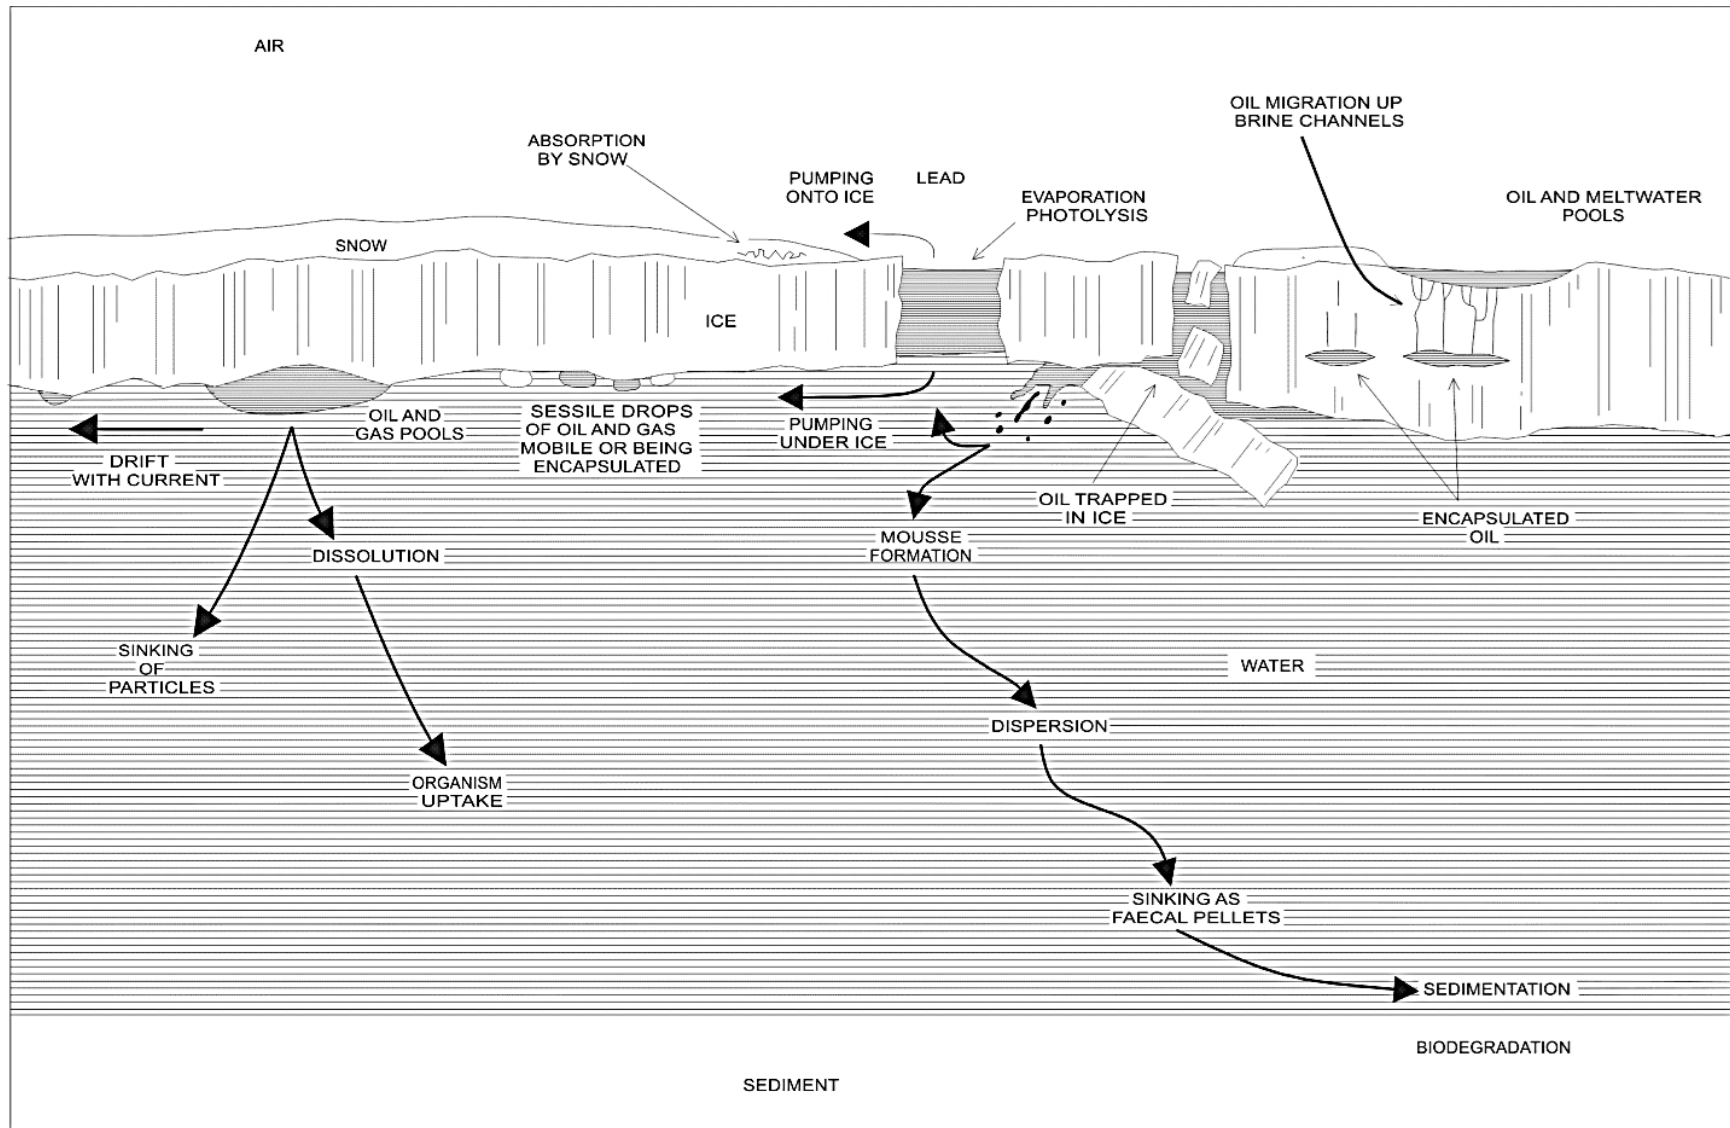 AIR
OIL MIGRATION UP
BRINE CHANNELS
ABSORPTION
BY SNOW
PUMPING
ONTO ICE
LEAD
EVAPORATION
PHOTOLYSIS
OIL AND MELTWATER
POOLS
SNOW
ICE
OIL AND
GAS POOLS
SESSILE DROPS
OF OIL AND GAS
MOBILE OR BEING
ENCAPSULATED
PUMPING
UNDER ICE
DRIFT
WITH CURRENT
OIL TRAPPED
IN ICE
ENCAPSULATED
OIL
DISSOLUTION
MOUSSE
FORMATION
SINKING
OF
PARTICLES
WATER
DISPERSION
ORGANISM
UPTAKE
SINKING AS
FAECAL PELLETS
SEDIMENTATION
BIODEGRADATION
SEDIMENT